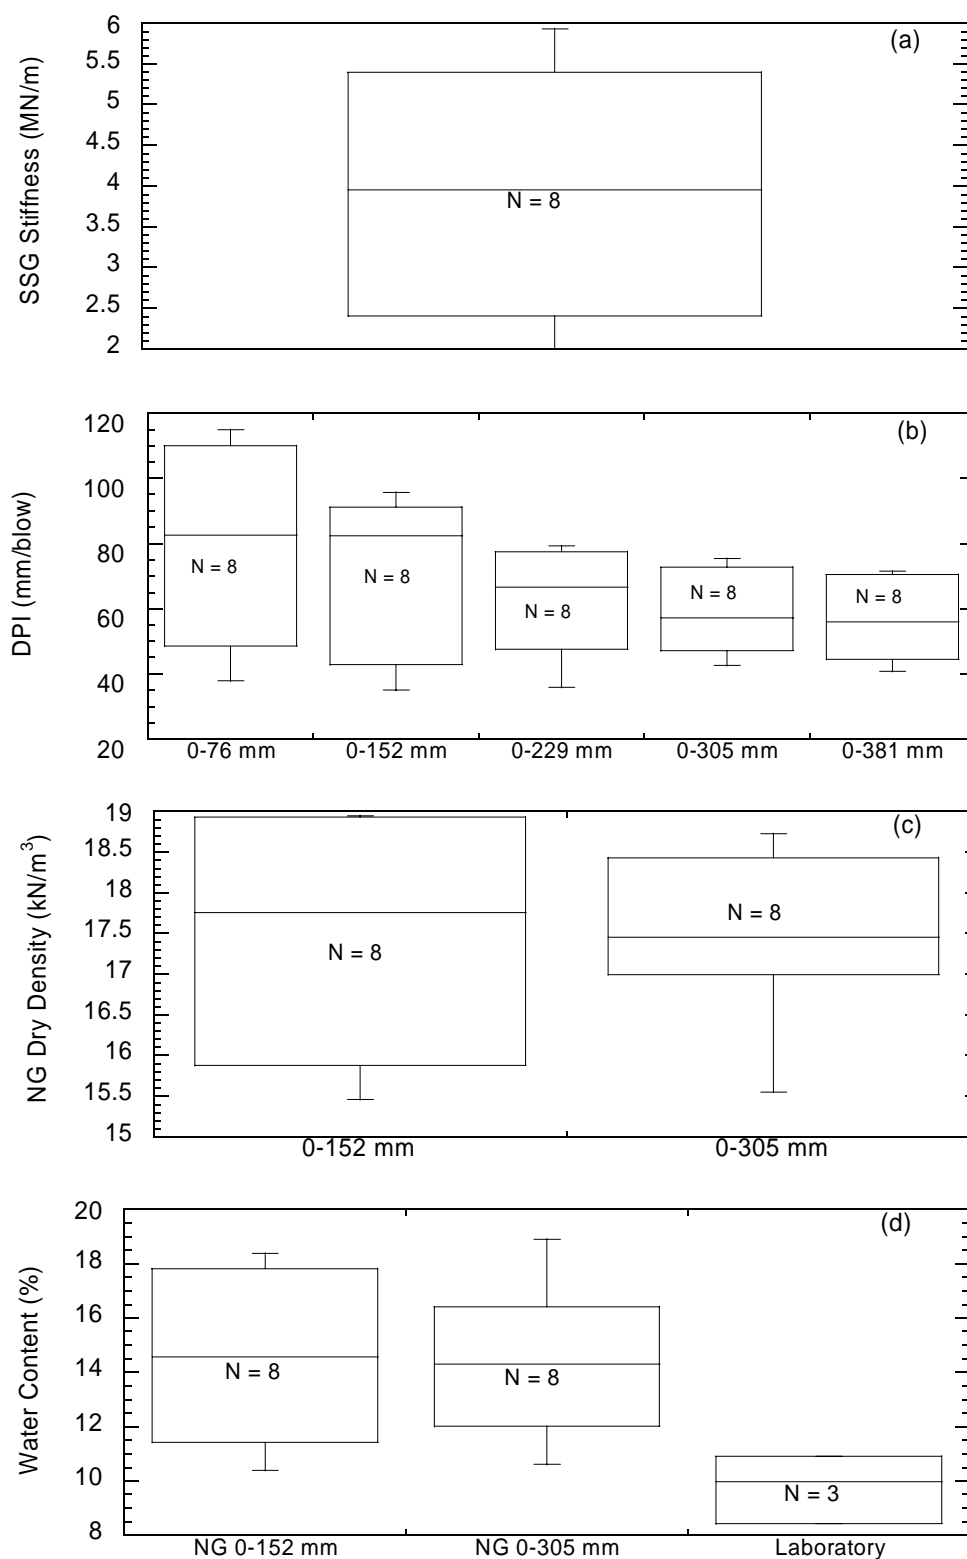 (a)
SSG Stiffness (MN/m)
6
5.5
5
4.5
4
3.5
3
2.5
2
N = 8
(b)
DPI (mm/blow)
120
100
80
60
40
20
N = 8
N = 8
N = 8
N = 8
N = 8
0-76 mm
0-152 mm
0-229 mm
0-305 mm
0-381 mm
(c)
NG Dry Density (kN/m³)
19
18.5
18
17.5
17
16.5
16
15.5
15
N = 8
N = 8
0-152 mm
0-305 mm
(d)
Water Content (%)
20
18
16
14
12
10
8
N = 8
N = 8
N = 3
NG 0-152 mm
NG 0-305 mm
Laboratory